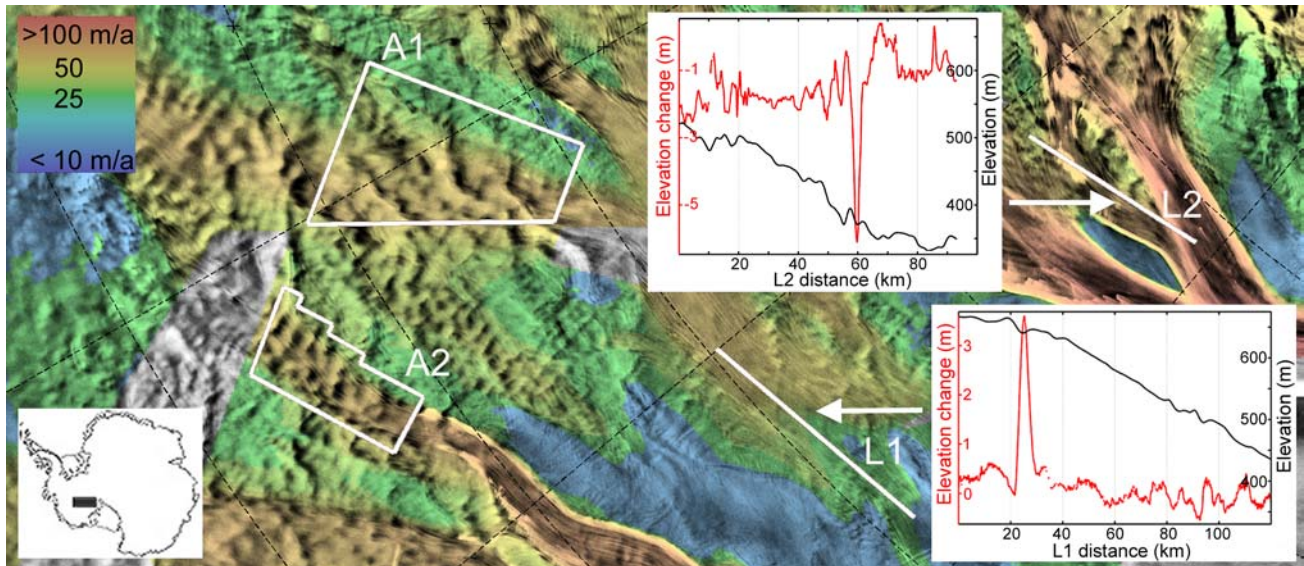 >100 m/a
50
25
< 10 m/a
A1
A2
L1
L2
Elevation change (m)
-1
-3
-5
600
500
400
Elevation (m)
20 40 60 80
L2 distance (km)
Elevation change (m)
3
2
1
0
600
500
400
Elevation (m)
20 40 60 80 100
L1 distance (km)